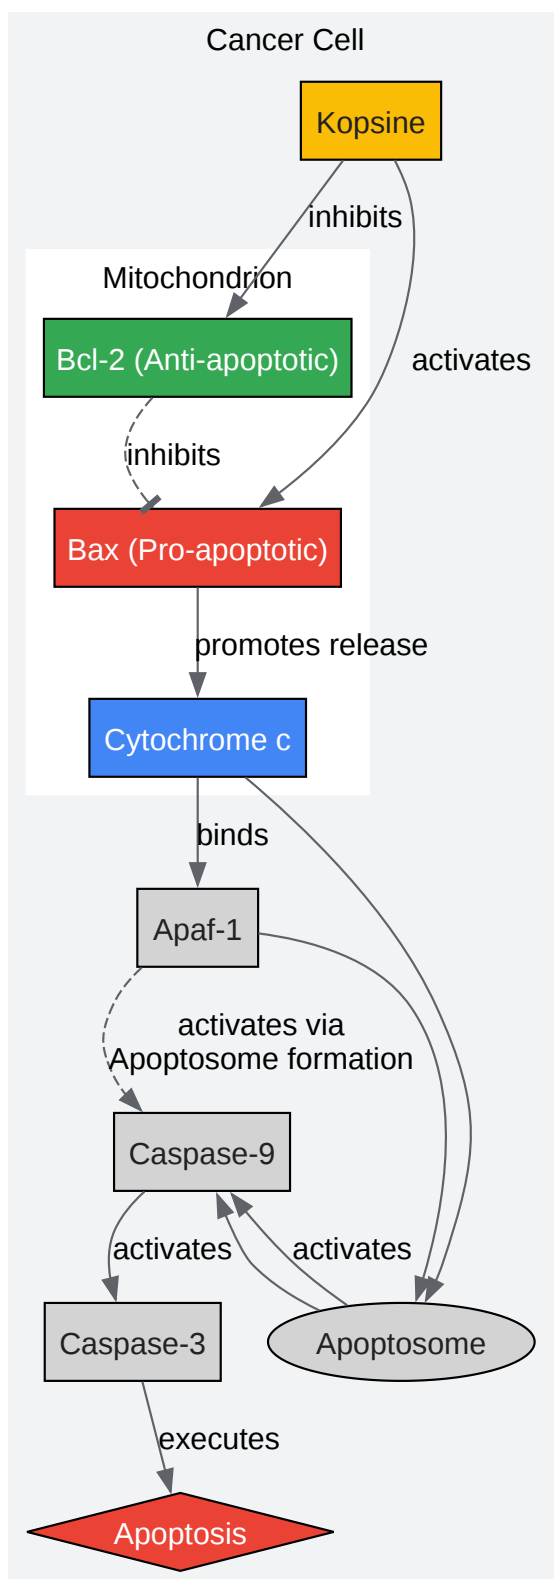 Cancer Cell
Kopsine
inhibits
Mitochondrion
Bcl-2 (Anti-apoptotic)
activates
inhibits
Bax (Pro-apoptotic)
promotes release
Cytochrome c
binds
Apaf-1
activates via
Apoptosome formation
Caspase-9
activates
activates
Caspase-3
Apoptosome
executes
Apoptosis